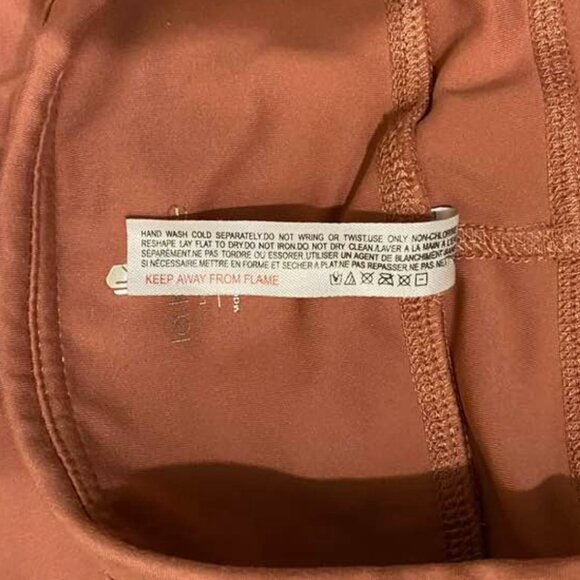 HAND WASH COLD SEPARATELY.DO NOT WRING OR TWIST.USE ONLY NON-CHLORINE
RESHAPE LAY FLAT TO DRY.DO NOT IRON.DO NOT DRY CLEAN./LAVER A LA MAIN A L'EAU
SÉPARÉMENT.NE PAS TORDRE OU ESSORER UTILISER UN AGENT DE BLANCHIMENT
SI NÉCESSAIRE.METTRE EN FORME ET SECHER A PLAT.NE PAS REPASSER.NE PAS
KEEP AWAY FROM FLAME